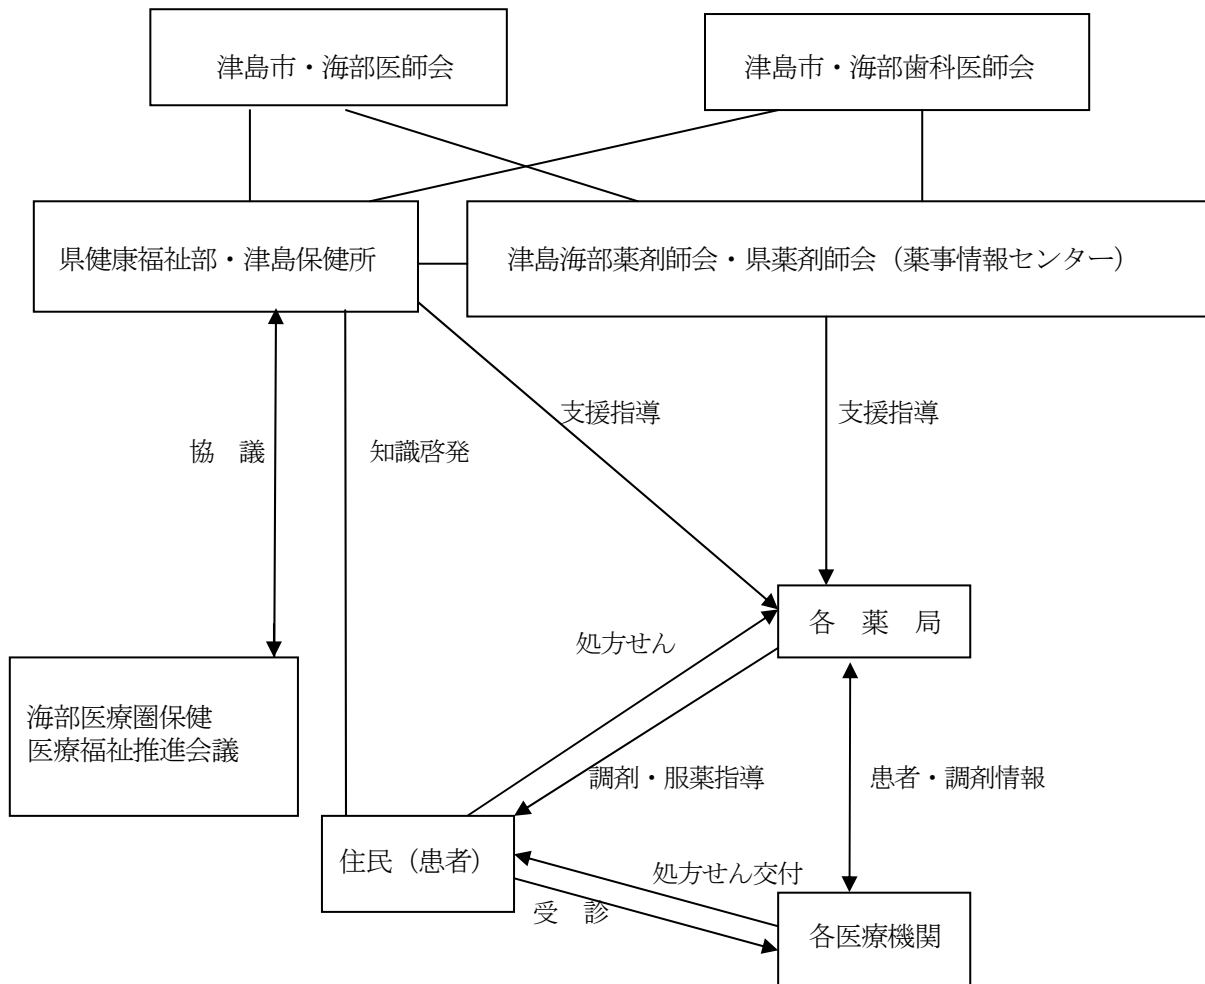 津島市・海部医師会
津島市・海部歯科医師会
県健康福祉部・津島保健所
津島海部薬剤師会・県薬剤師会（薬事情報センター）
支援指導
支援指導
協　議
知識啓発
各　薬　局
処方せん
海部医療圏保健
医療福祉推進会議
調剤・服薬指導
患者・調剤情報
住民（患者）
処方せん交付
受　診
各医療機関